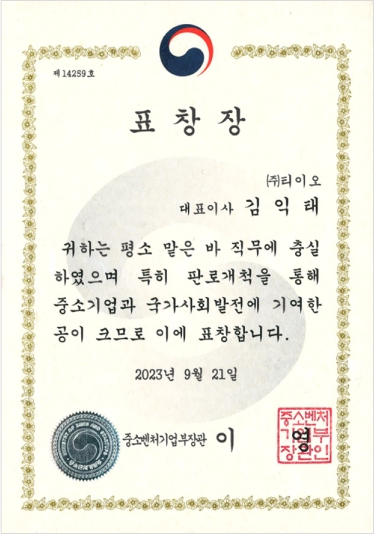 제14259호
표창장
㈜티이오
대표이사 김익태
귀하는 평소 맡은 바 직무에 충실
하였으며 특히 판로개척을 통해
중소기업과 국가사회발전에 기여한
공이 크므로 이에 표창합니다.
2023년 9월 21일
중소벤처기업부장관 이 영
중소벤처
기업부
장관인